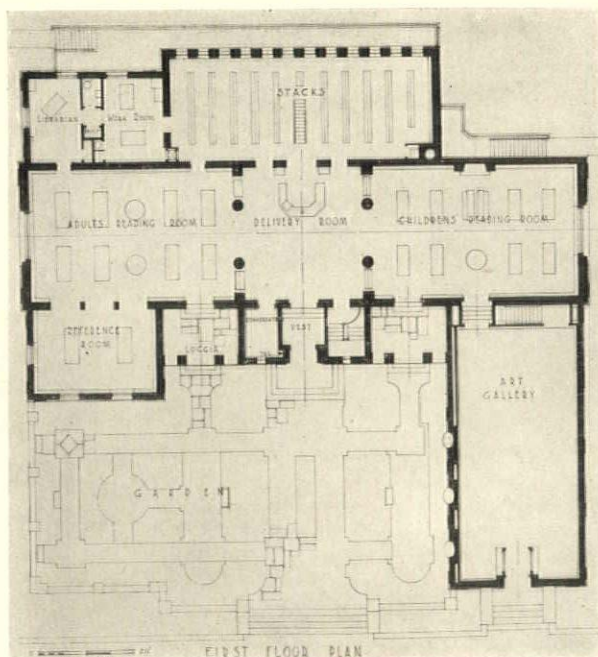 STACKS
LIBRARIAN
WORK ROOM
ADULTS READING ROOM
DELIVERY ROOM
CHILDRENS READING ROOM
REFERENCE
ROOM
LOGGIA
VEST
ART
GALLERY
GARDEN
FIRST FLOOR PLAN